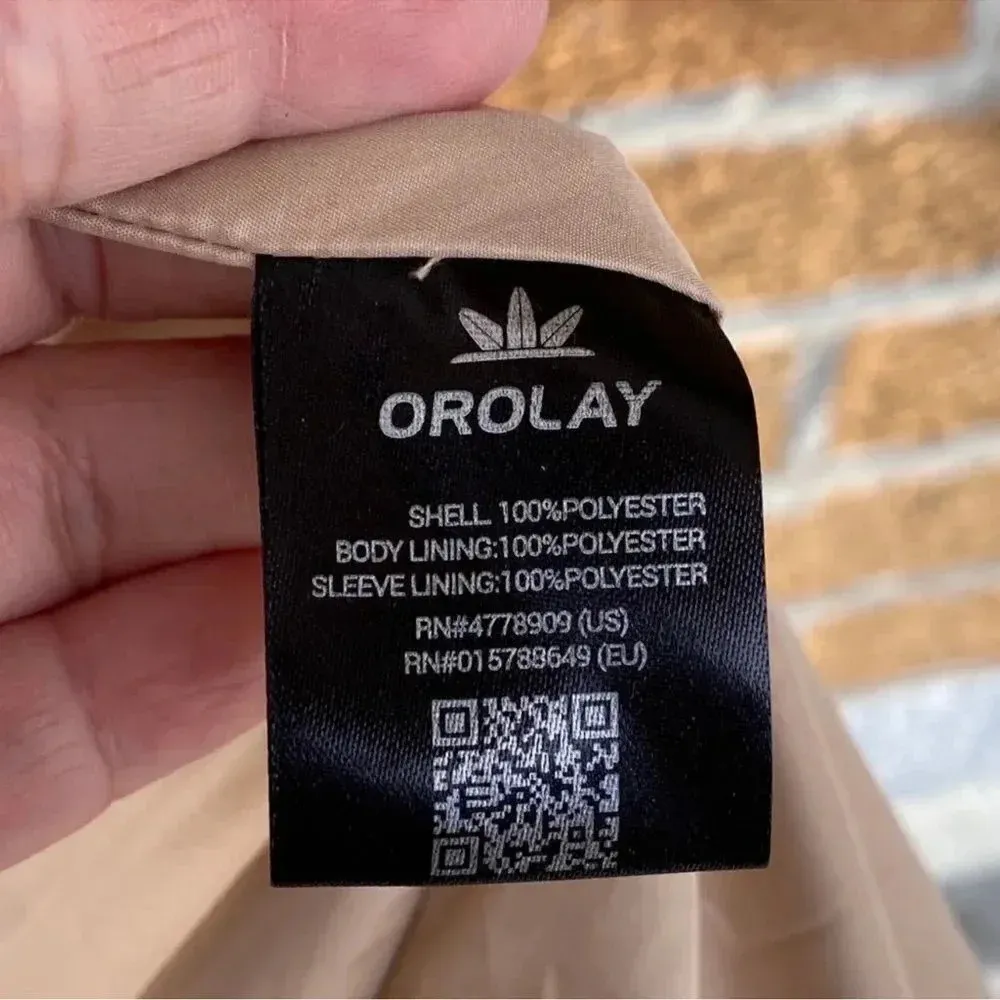 OROLAY
SHELL 100%POLYESTER
BODY LINING:100%POLYESTER
SLEEVE LINING:100%POLYESTER
RN#4778909 (US)
RN#015788649 (EU)